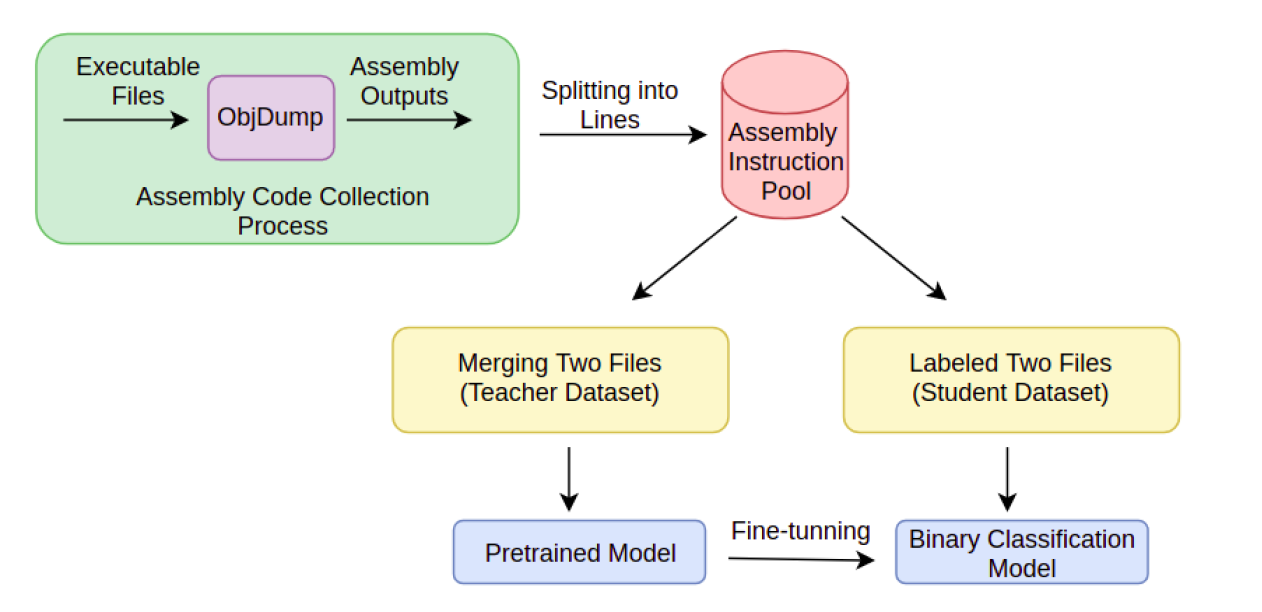 Executable
Files
ObjDump
Assembly
Outputs
Assembly Code Collection
Process
Splitting into
Lines
Assembly
Instruction
Pool
Merging Two Files
(Teacher Dataset)
Labeled Two Files
(Student Dataset)
Pretrained Model
Fine-tunning
Binary Classification
Model